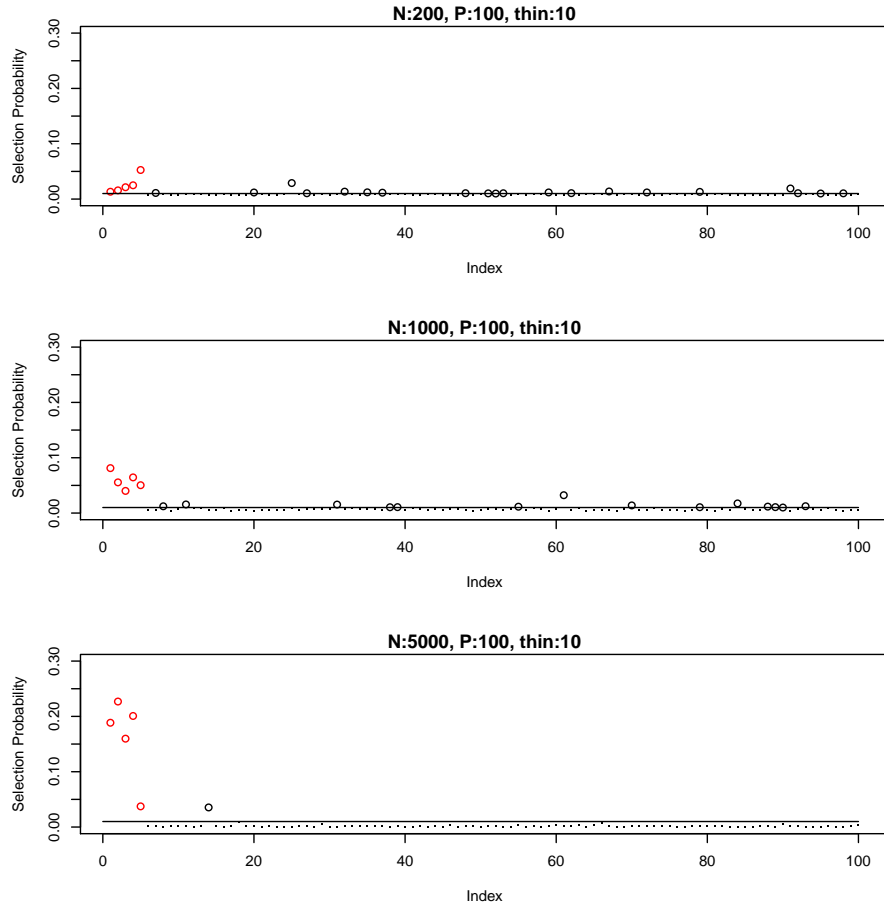 N:200, P:100, thin:10
Selection Probability
0.30
0.20
0.10
0.00
0 20 40 60 80 100
Index
N:1000, P:100, thin:10
Selection Probability
0.30
0.20
0.10
0.00
0 20 40 60 80 100
Index
N:5000, P:100, thin:10
Selection Probability
0.30
0.20
0.10
0.00
0 20 40 60 80 100
Index